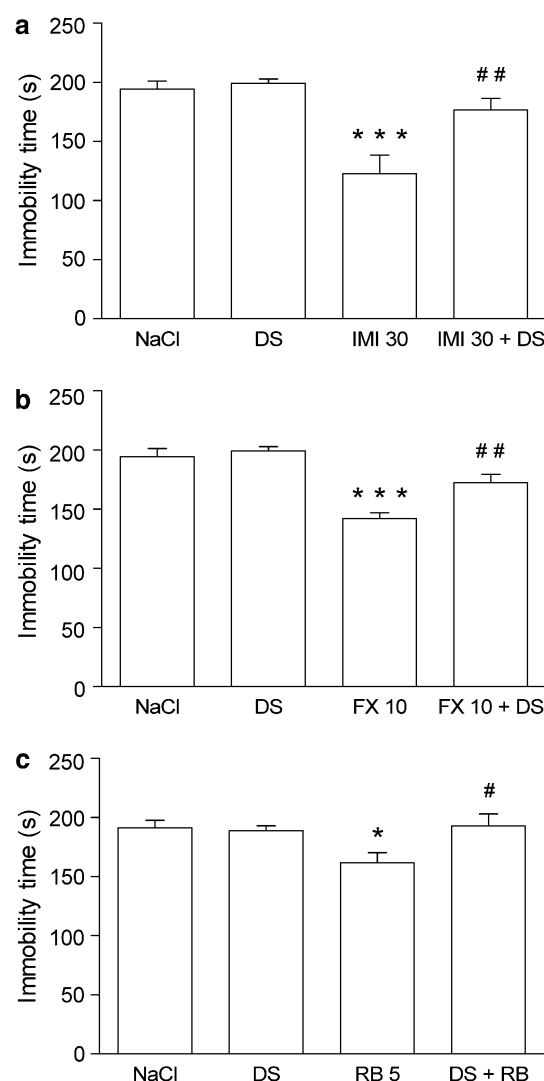 a
Immobility time (s)
250
200
150
100
50
0
* * *
# #
NaCl DS IMI 30 IMI 30 + DS
b
Immobility time (s)
250
200
150
100
50
0
* * *
# #
NaCl DS FX 10 FX 10 + DS
c
Immobility time (s)
250
200
150
100
50
0
*
#
NaCl DS RB 5 DS + RB